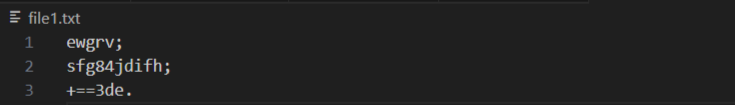 file1.txt
1 ewgrv;
2 sfg84jdifh;
3 +==3de.